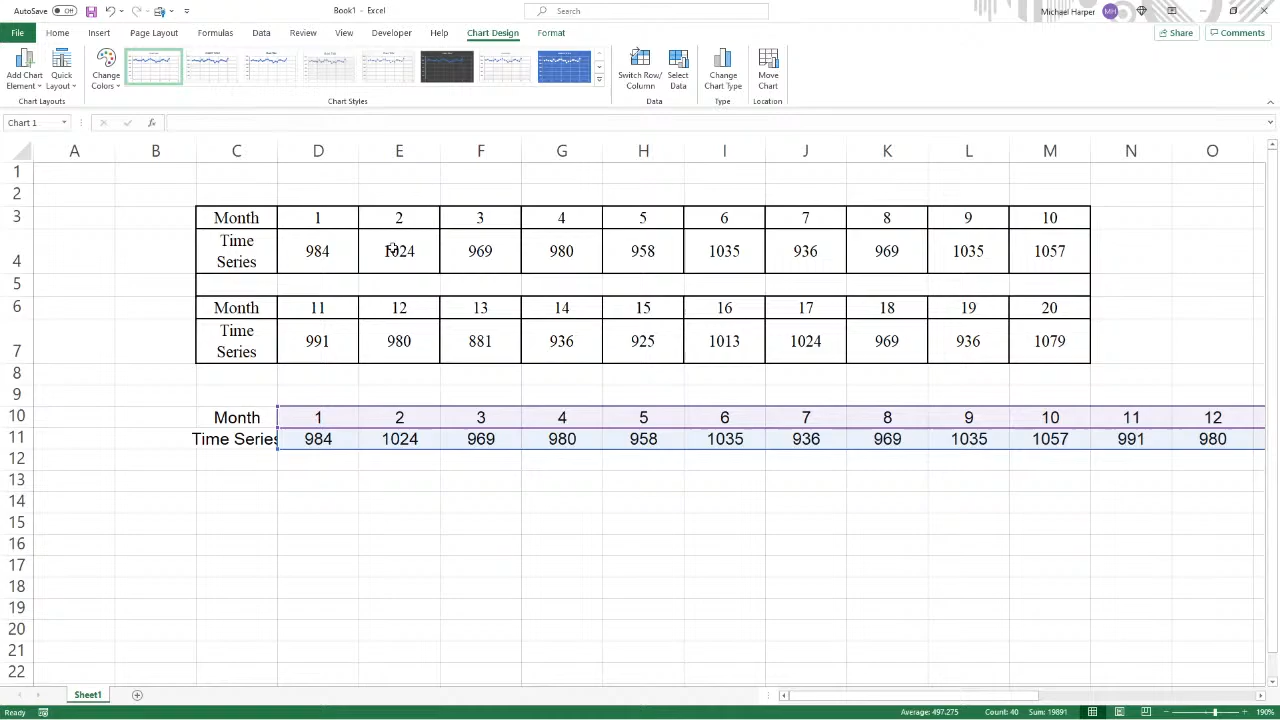 AutoSave Off Book1 - Excel Search Michael Harper MH
File Home Insert Page Layout Formulas Data Review View Developer Help Chart Design Format Share Comments
Add Chart Element Quick Layout Change Colors Switch Row/ Column Select Data Change Chart Type Move Chart
Chart Layouts Chart Styles Data Type Location
Chart 1 fx
A B C D E F G H I J K L M N O
1
2
3 Month 1 2 3 4 5 6 7 8 9 10
4 Time Series 984 1024 969 980 958 1035 936 969 1035 1057
5
6 Month 11 12 13 14 15 16 17 18 19 20
7 Time Series 991 980 881 936 925 1013 1024 969 936 1079
8
9
10 Month 1 2 3 4 5 6 7 8 9 10 11 12
11 Time Series 984 1024 969 980 958 1035 936 969 1035 1057 991 980
12
13
14
15
16
17
18
19
20
21
22
Sheet1
Ready Average: 497.275 Count: 40 Sum: 19891 190%